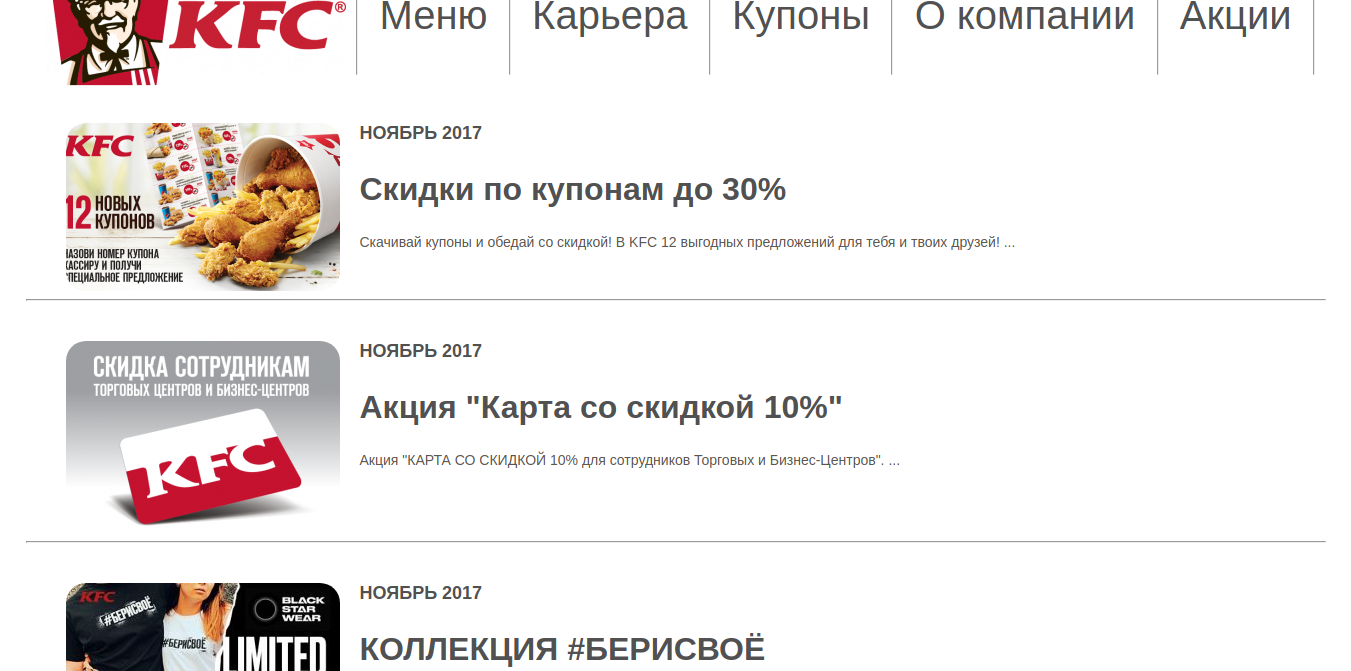 KFC®
Меню
Карьера
Купоны
О компании
Акции
KFC
12 НОВЫХ
КУПОНОВ
НОМЕР КУПОНА
И ПОЛУЧИ
ПРЕДЛОЖЕНИЕ
НОЯБРЬ 2017
Скидки по купонам до 30%
Скачивай купоны и обедай со скидкой! В KFC 12 выгодных предложений для тебя и твоих друзей! ...
СКИДКА СОТРУДНИКАМ
ТОРГОВЫХ ЦЕНТРОВ И БИЗНЕС-ЦЕНТРОВ
KFC
НОЯБРЬ 2017
Акция "Карта со скидкой 10%"
Акция "КАРТА СО СКИДКОЙ 10% для сотрудников Торговых и Бизнес-Центров". ...
KFC
#БЕРИСВОЁ
#БЕРИСВОЁ
BLACK
STAR
WEAR
LIMITED
НОЯБРЬ 2017
КОЛЛЕКЦИЯ #БЕРИСВОЁ